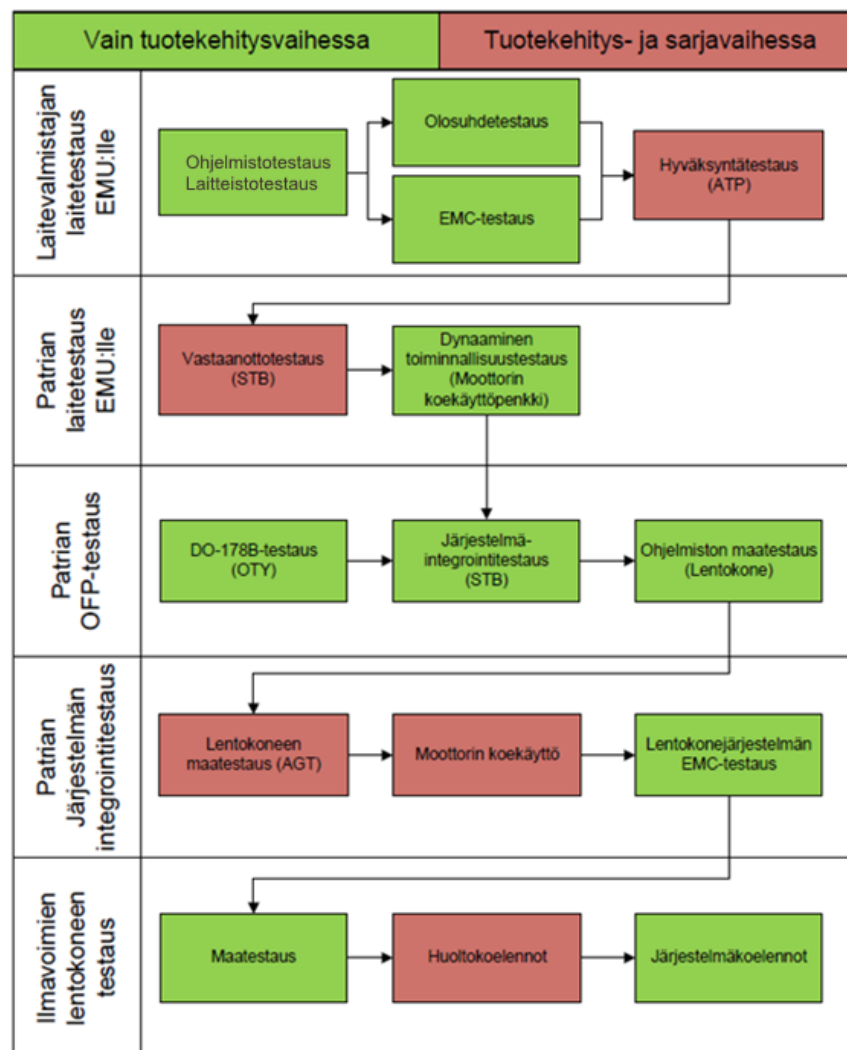 Vain tuotekehitysvaihessa
Tuotekehitys- ja sarjavaihessa
Laitevalmistajan
laitetestaus
EMU:lle
Ohjelmistotestaus
Laitteistotestaus
Olosuhdetestaus
EMC-testaus
Hyväksyntätestaus
(ATP)
Patrian
laitetestaus
EMU:lle
Vastaanottotestaus
(STB)
Dynaaminen
toiminnallisuustestaus
(Moottorin
koekäyttöpenkki)
Patrian
OFP-testaus
DO-178B-testaus
(OTY)
Järjestelmä-
integrointitestaus
(STB)
Ohjelmiston maatestaus
(Lentokone)
Patrian
Järjestelmän
integrointitestaus
Lentokoneen
maatestaus (AGT)
Moottorin koekäyttö
Lentokonejärjestelmän
EMC-testaus
Ilmavoimien
lentokoneen
testaus
Maatestaus
Huoltokoelennot
Järjestelmäkoelennot